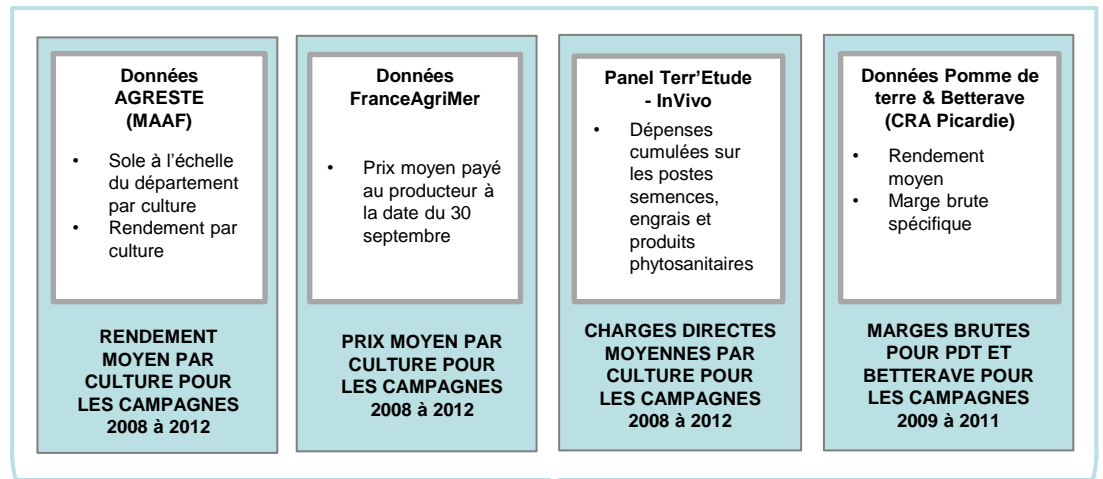 Données
AGRESTE
(MAAF)
• Sole à l'échelle
du département
par culture
• Rendement par
culture
RENDEMENT
MOYEN PAR
CULTURE POUR
LES CAMPAGNES
2008 à 2012
Données
FranceAgriMer
• Prix moyen payé
au producteur à
la date du 30
septembre
PRIX MOYEN PAR
CULTURE POUR
LES CAMPAGNES
2008 à 2012
Panel Terr'Etude
- InVivo
• Dépenses
cumulées sur
les postes
semences,
engrais et
produits
phytosanitaires
CHARGES DIRECTES
MOYENNES PAR
CULTURE POUR
LES CAMPAGNES
2008 à 2012
Données Pomme de
terre & Betterave
(CRA Picardie)
• Rendement
moyen
• Marge brute
spécifique
MARGES BRUTES
POUR PDT ET
BETTERAVE POUR
LES CAMPAGNES
2009 à 2011